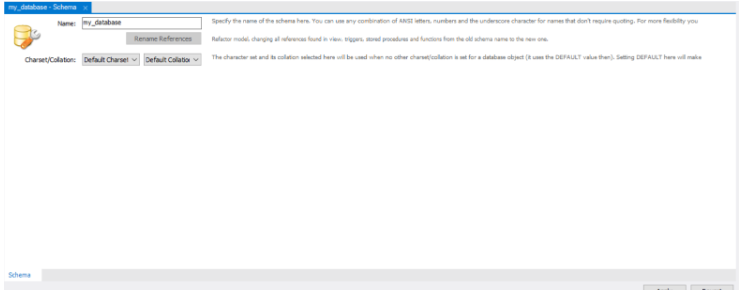 my_database - Schema ×
Name: my_database
Specify the name of the schema here. You can use any combination of ANSI letters, numbers and the underscore character for names that don't require quoting. For more flexibility you
Rename References
Refactor model, changing all references found in view, triggers, stored procedures and functions from the old schema name to the new one.
Charset/Collation: Default Charset Default Collatio
The character set and its collation selected here will be used when no other charset/collation is set for a database object (it uses the DEFAULT value then). Setting DEFAULT here will make
Schema